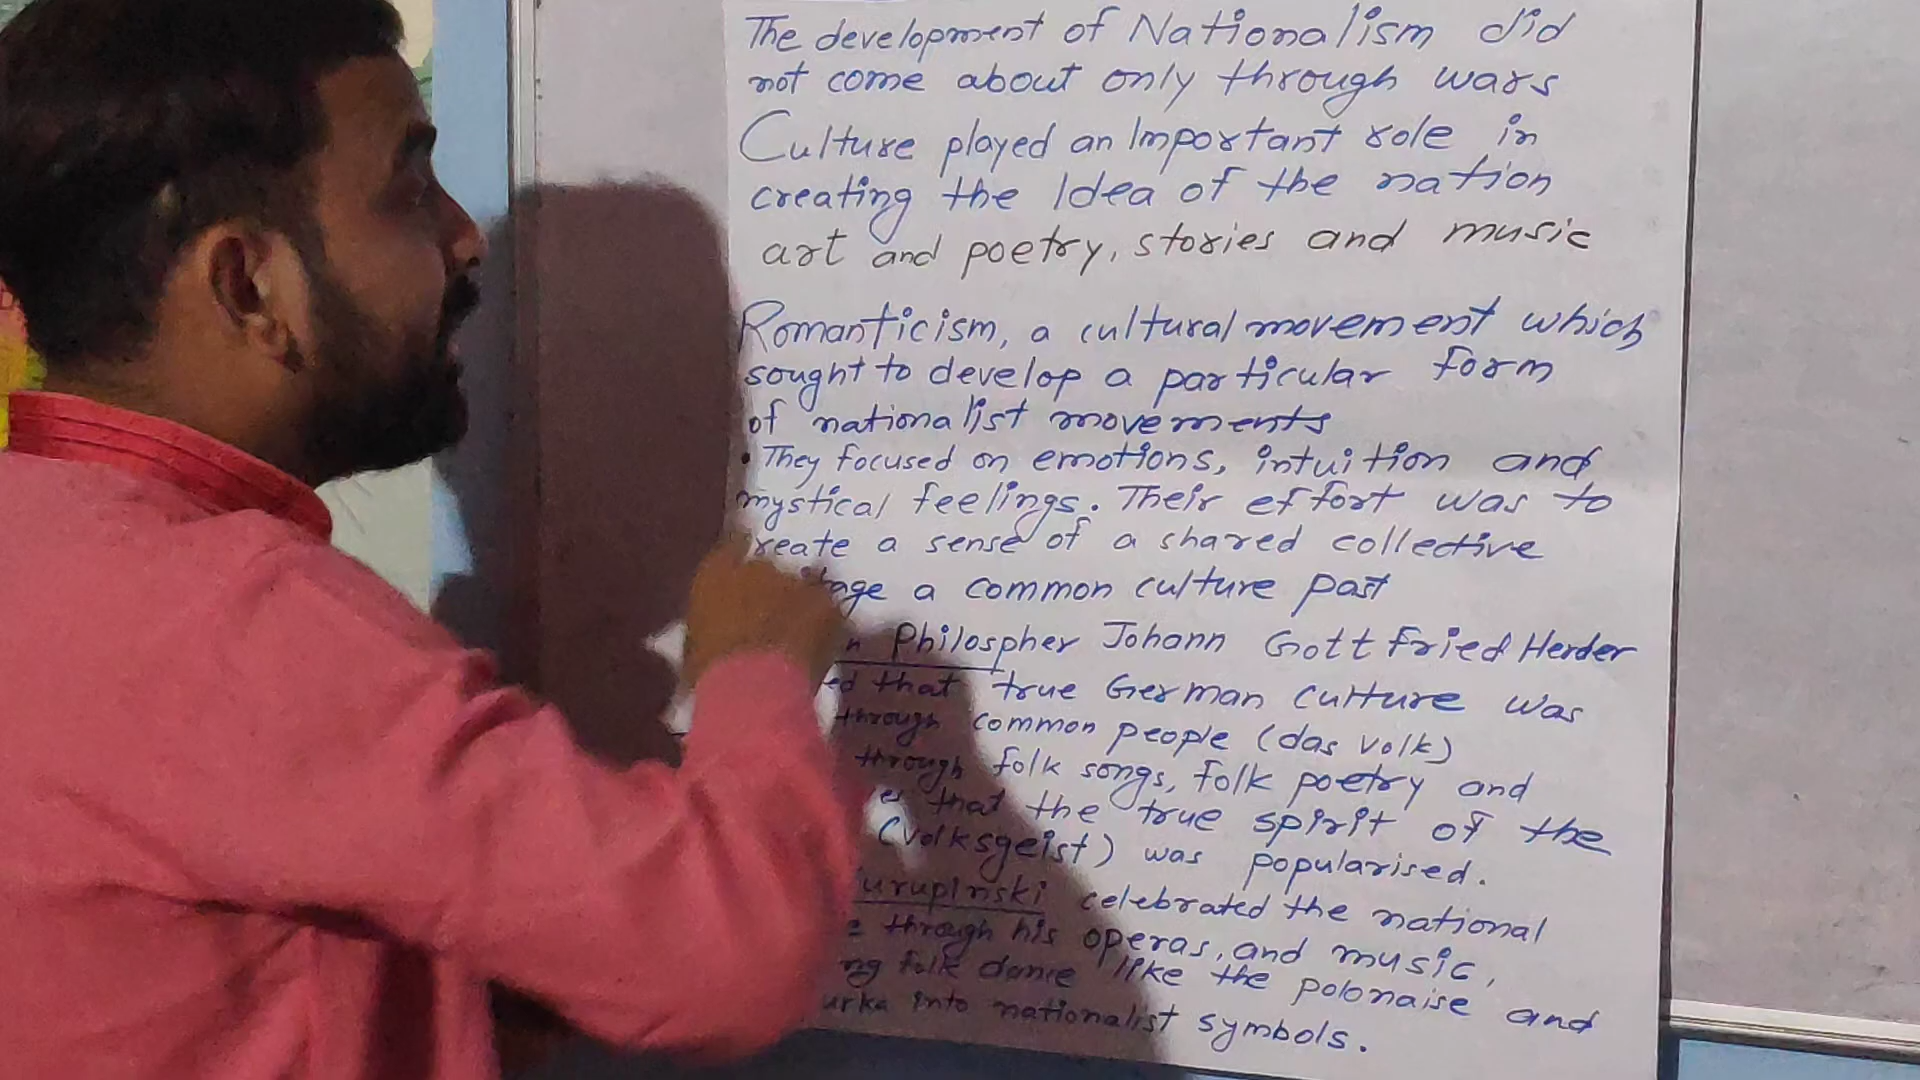 The development of Nationalism did
not come about only through wars
Culture played an Important role in
creating the Idea of the nation
art and poetry, stories and music
Romanticism, a cultural movement which
sought to develop a particular form
of nationalist movements
• They focused on emotions, intuition and
mystical feelings. Their effort was to
reate a sense of a shared collective
tage a common culture past
n Philospher Johann Gottfried Herder
ed that true German culture was
through common people (das volk)
through folk songs, folk poetry and
es that the true spirit of the
(volksgeist) was popularised.
urupinski celebrated the national
e through his operas, and music,
ng folk dance like the polonaise and
urka into nationalist symbols.